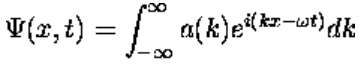 Ψ(x, t) = ∫_{-∞}^{∞} a(k)e^{i(kx−ωt)}dk